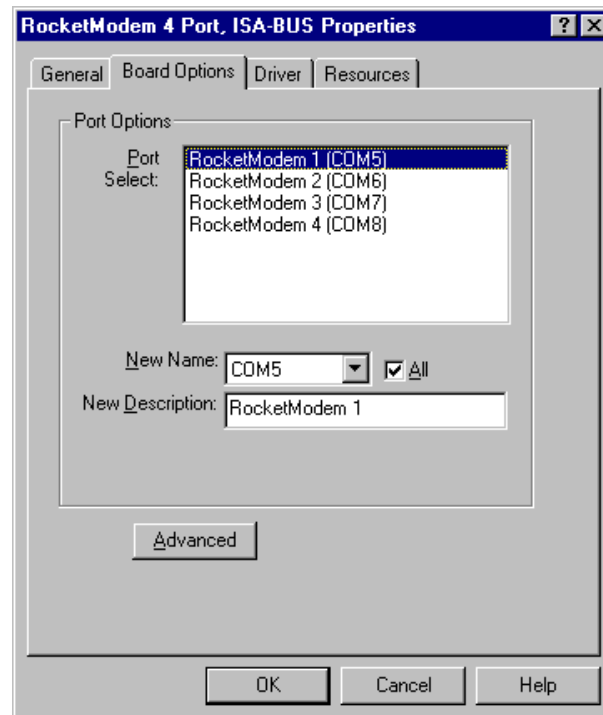 RocketModem 4 Port, ISA-BUS Properties
General Board Options Driver Resources
Port Options
Port Select:
RocketModem 1 (COM5)
RocketModem 2 (COM6)
RocketModem 3 (COM7)
RocketModem 4 (COM8)
New Name: COM5 All
New Description: RocketModem 1
Advanced
OK Cancel Help